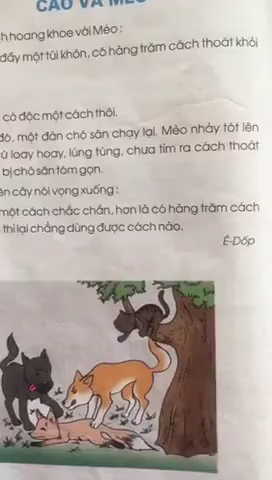 CÁO VÀ MÈO
h hoang khoe với Mèo :
đầy một túi khôn, có hàng trăm cách thoát khỏi
có độc một cách thôi.
đó, một đàn chó săn chạy lại. Mèo nhảy tót lên
ứ loay hoay, lúng túng, chưa tìm ra cách thoát
bị chó săn tóm gọn.
ên cây nói vọng xuống :
một cách chắc chắn, hơn là có hàng trăm cách
thì lại chẳng dùng được cách nào.
Ê-Dốp